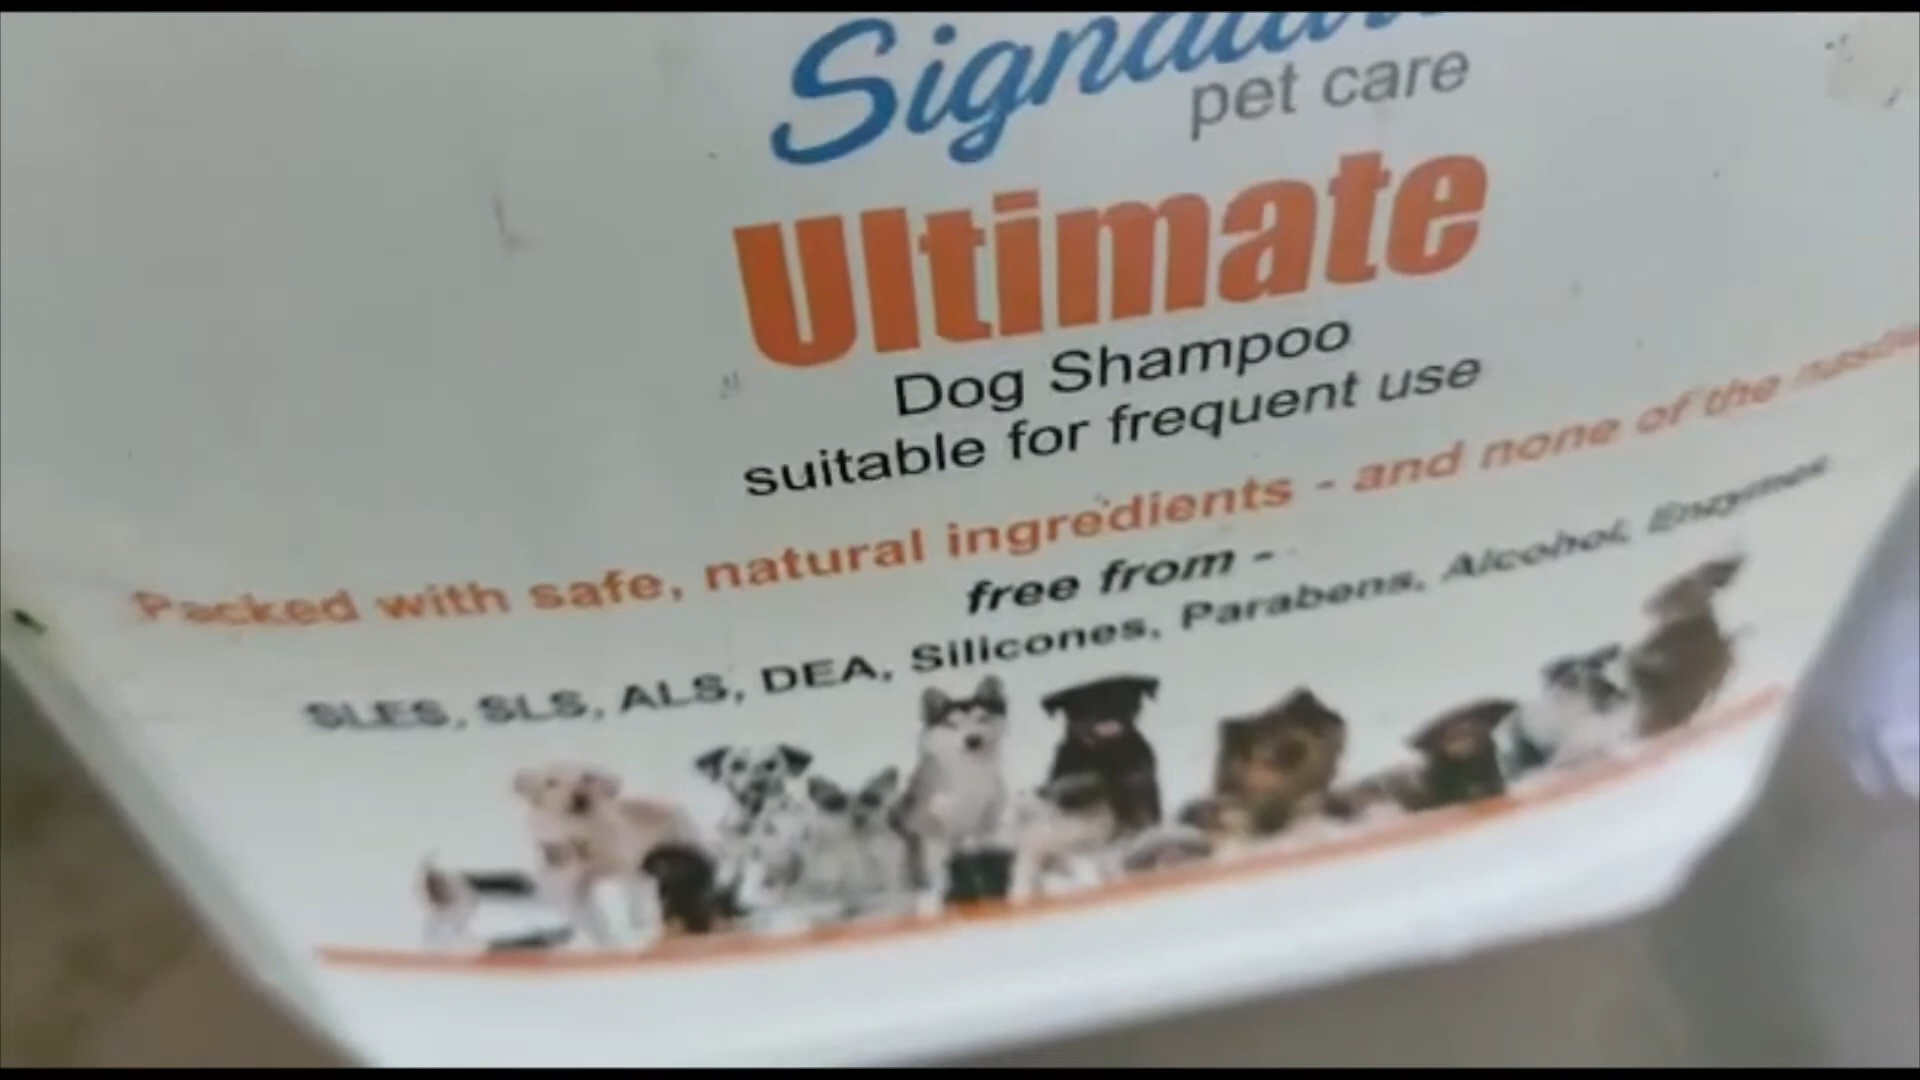 pet care
Ultimate
Dog Shampoo
suitable for frequent use
Packed with safe, natural ingredients - and none of the
free from -
SLES, SLS, ALS, DEA, Silicones, Parabens, Alcohol, Enzymes